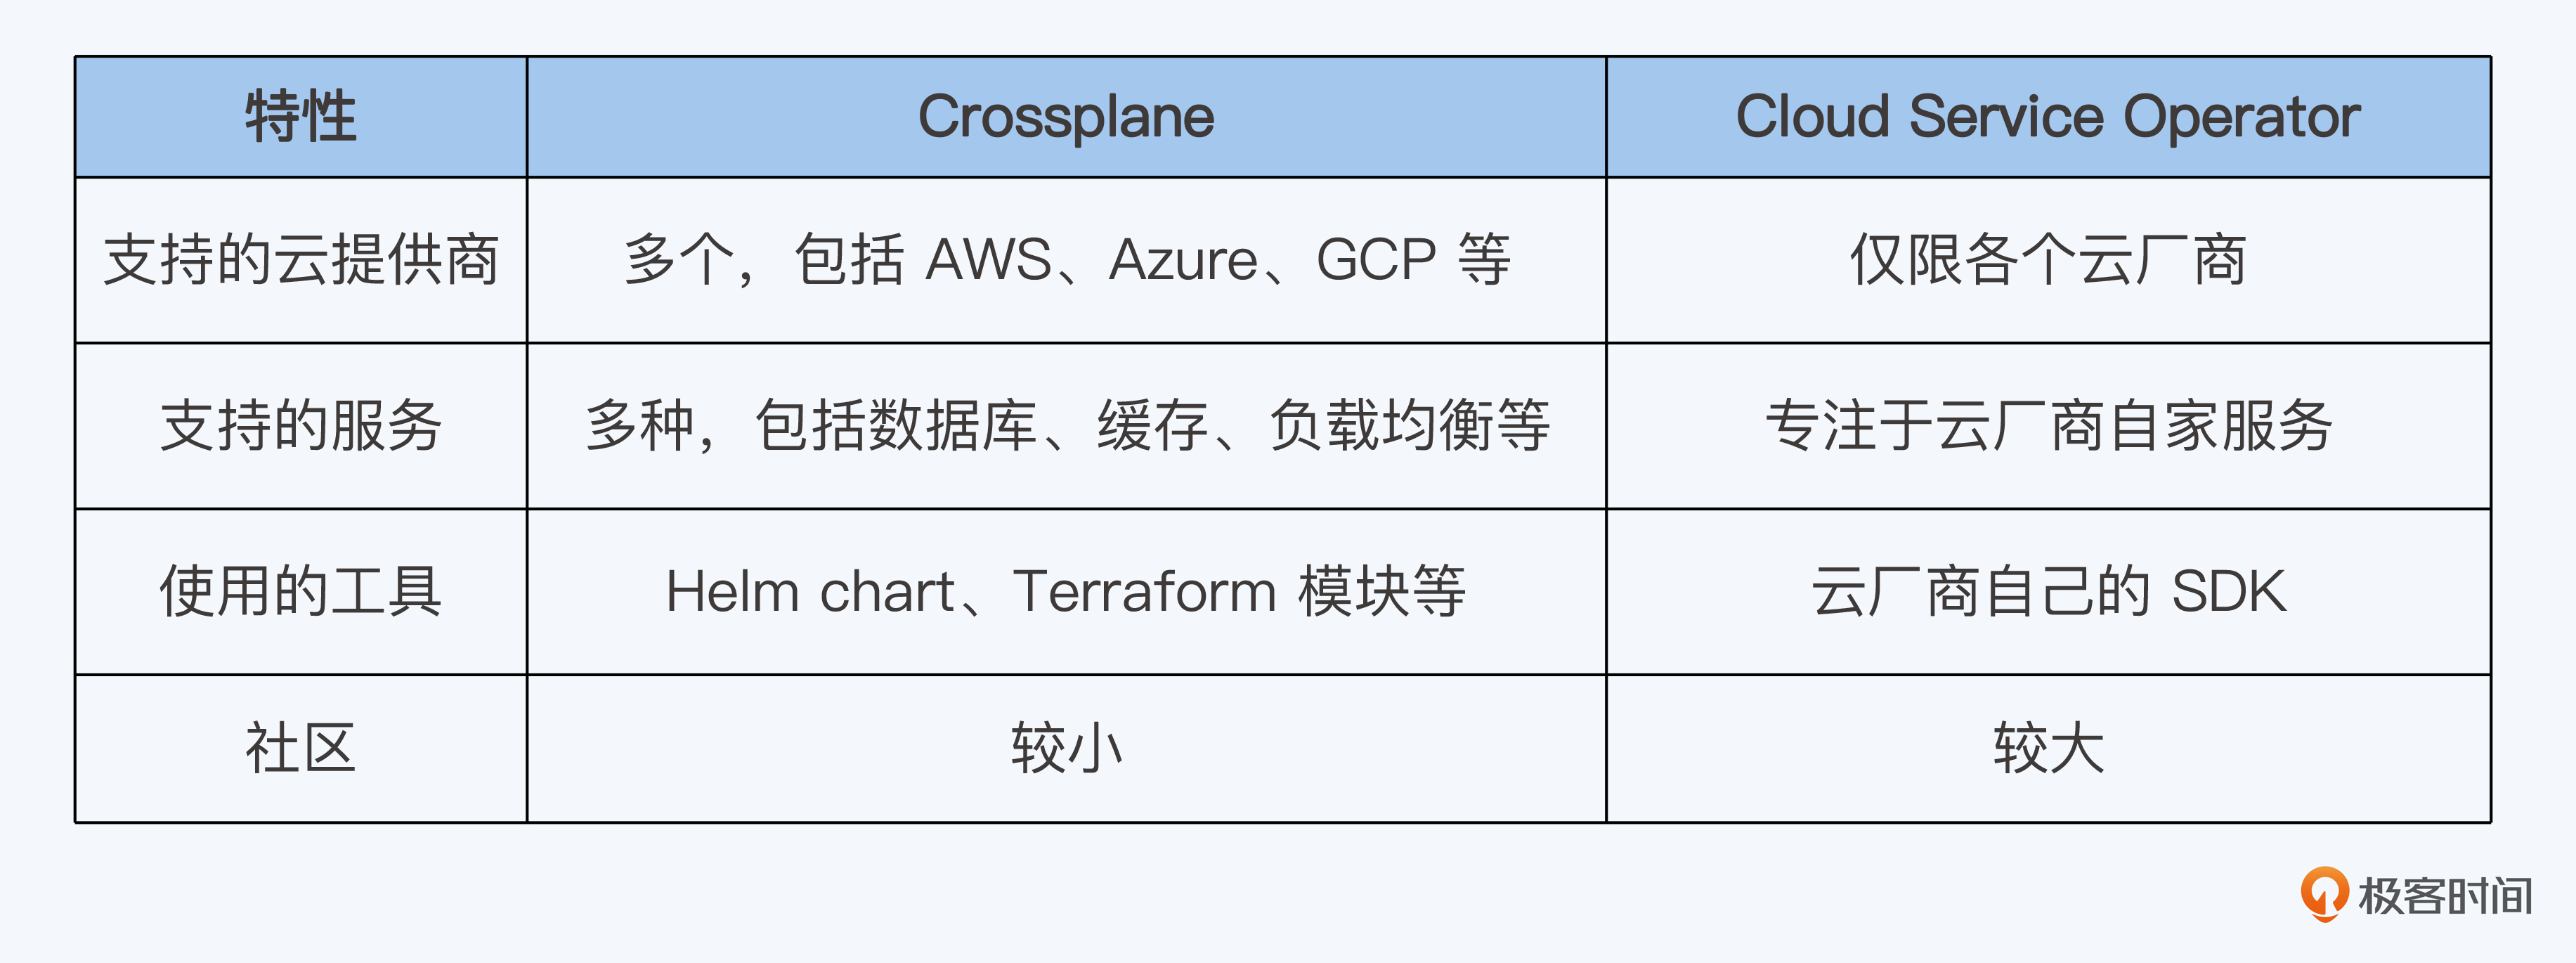 特性 Crossplane Cloud Service Operator
支持的云提供商 多个，包括 AWS、Azure、GCP 等 仅限各个云厂商
支持的服务 多种，包括数据库、缓存、负载均衡等 专注于云厂商自家服务
使用的工具 Helm chart、Terraform 模块等 云厂商自己的 SDK
社区 较小 较大
极客时间